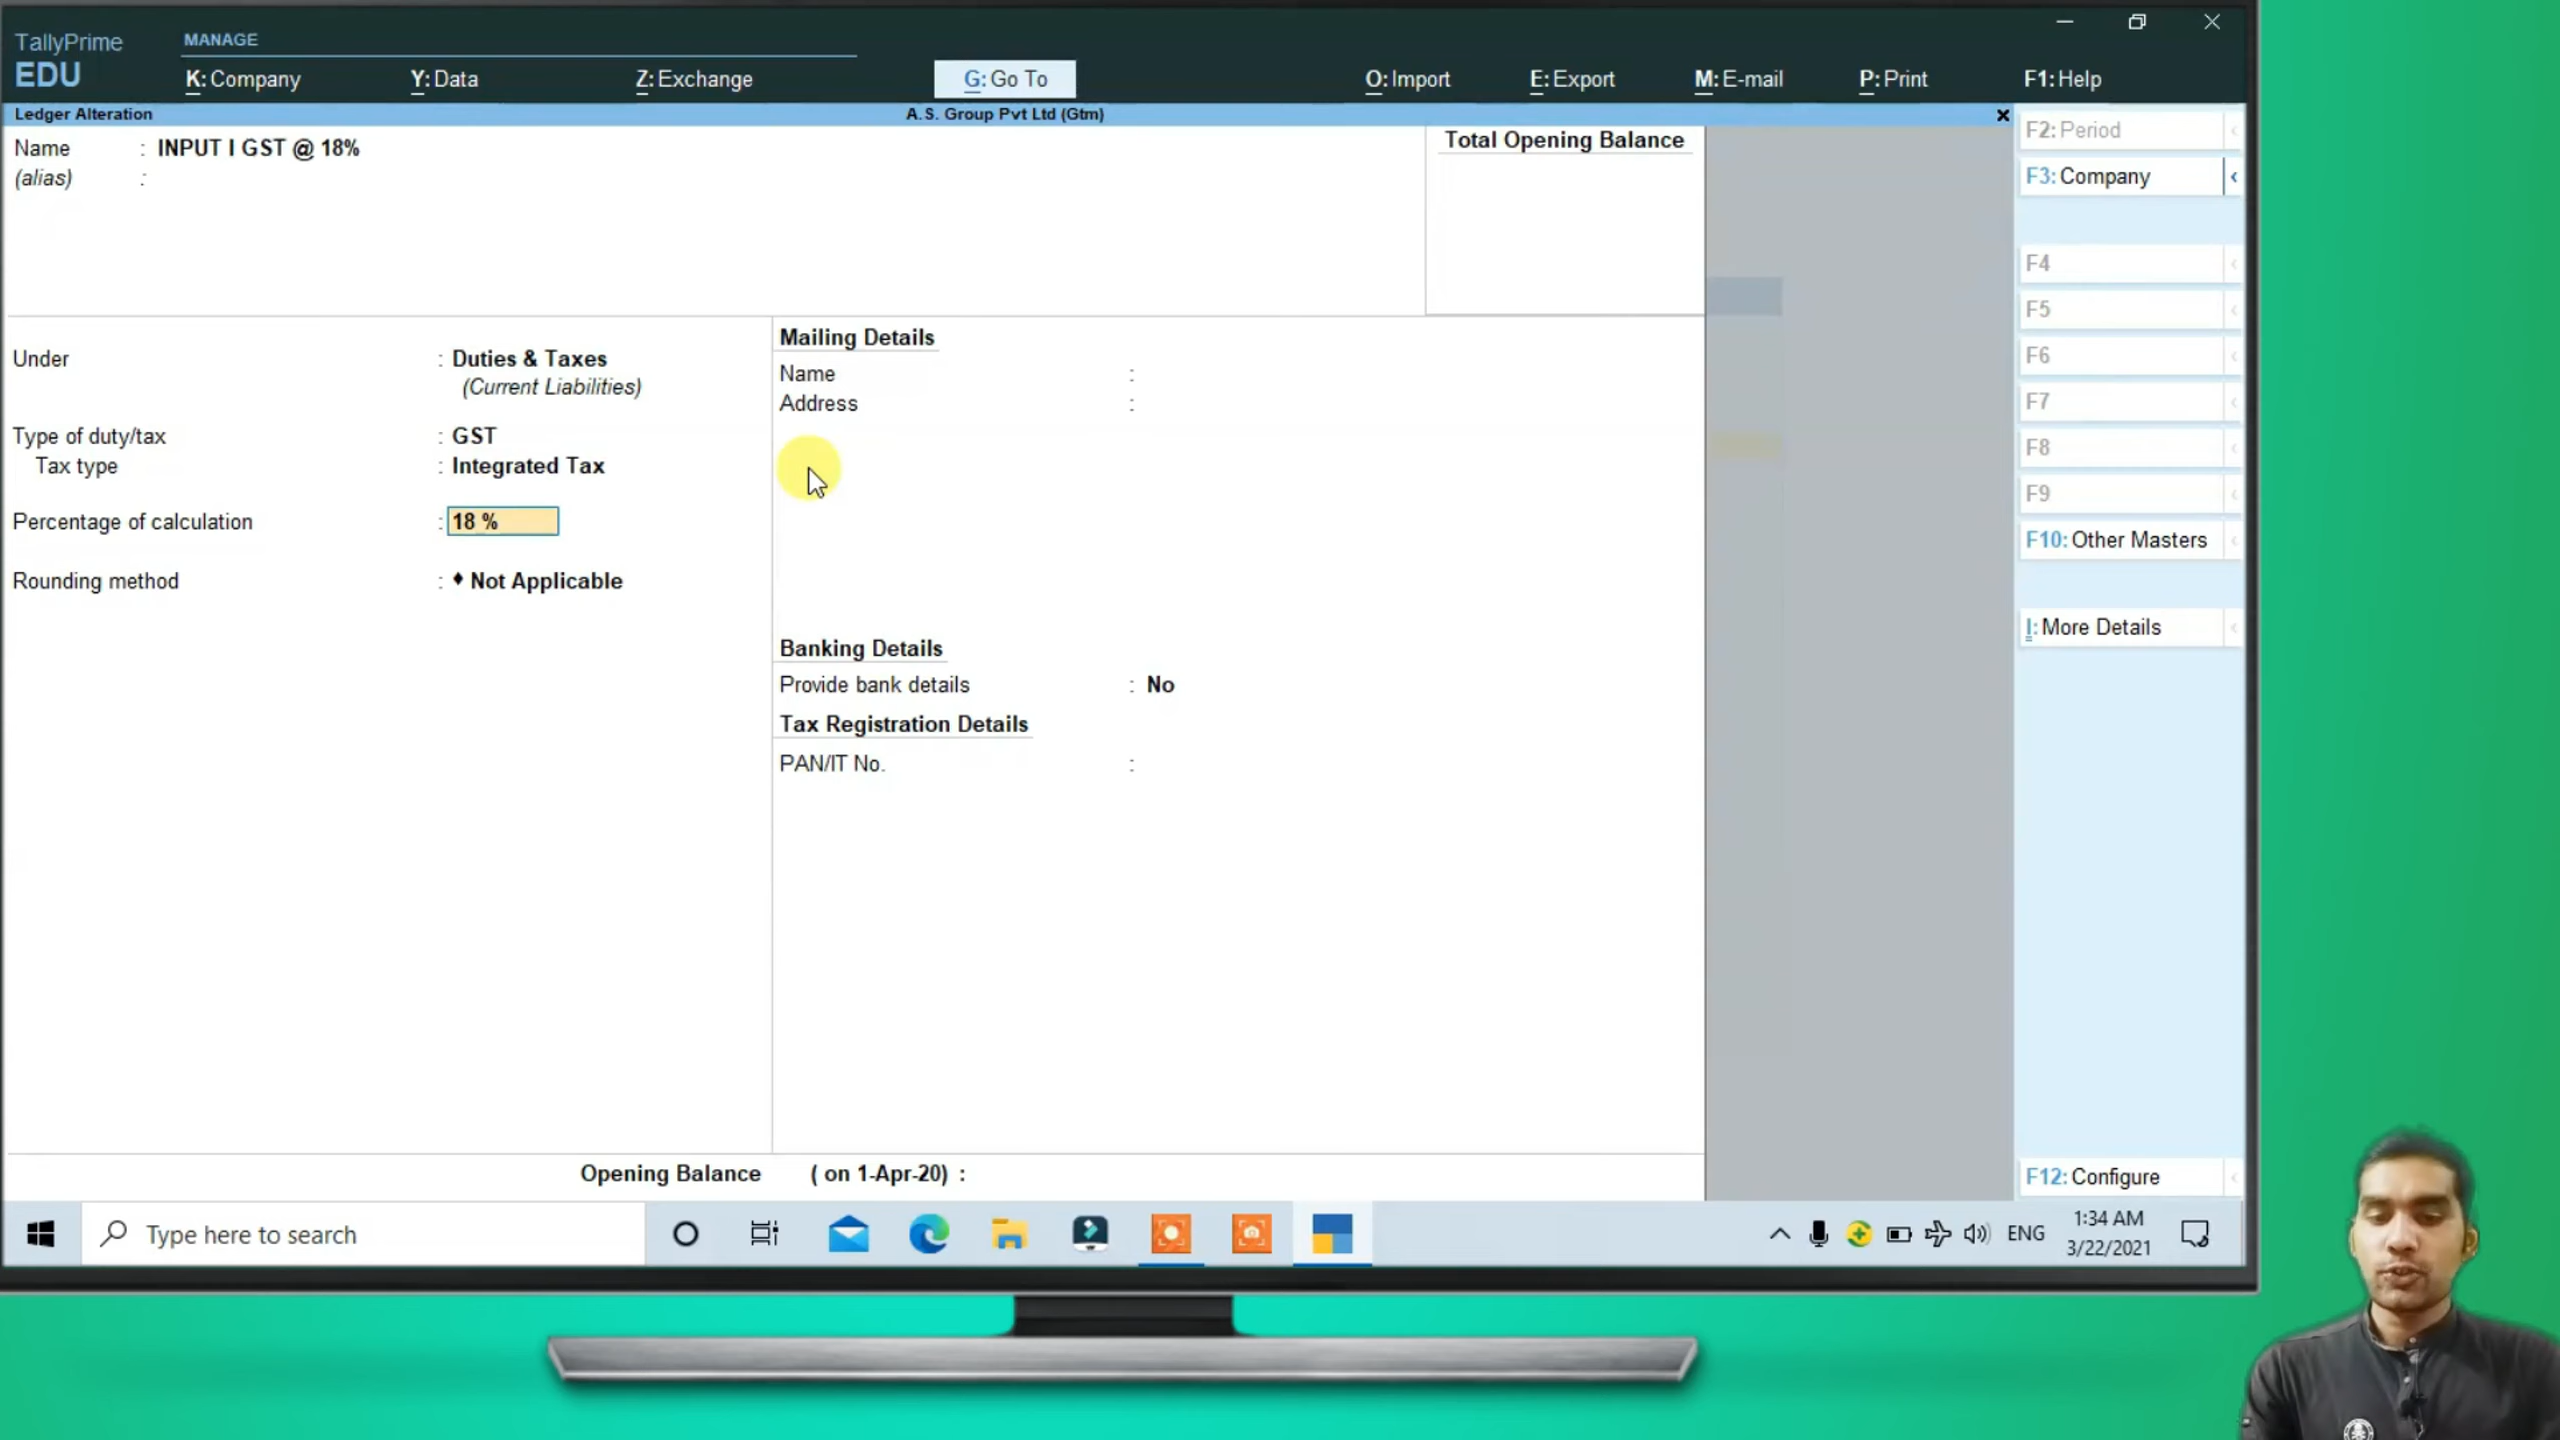 TallyPrime
EDU
MANAGE
K: Company
Y: Data
Z: Exchange
G: Go To
O: Import
E: Export
M: E-mail
P: Print
F1: Help
Ledger Alteration
A.S. Group Pvt Ltd (Gtm)
Name : INPUT I GST @ 18%
(alias) :
Total Opening Balance
Under : Duties & Taxes
(Current Liabilities)
Type of duty/tax : GST
Tax type : Integrated Tax
Percentage of calculation : 18 %
Rounding method : ♦ Not Applicable
Mailing Details
Name :
Address :
Banking Details
Provide bank details : No
Tax Registration Details
PAN/IT No. :
Opening Balance ( on 1-Apr-20) :
F2: Period
F3: Company
F4
F5
F6
F7
F8
F9
F10: Other Masters
I: More Details
F12: Configure
Type here to search
ENG
1:34 AM
3/22/2021